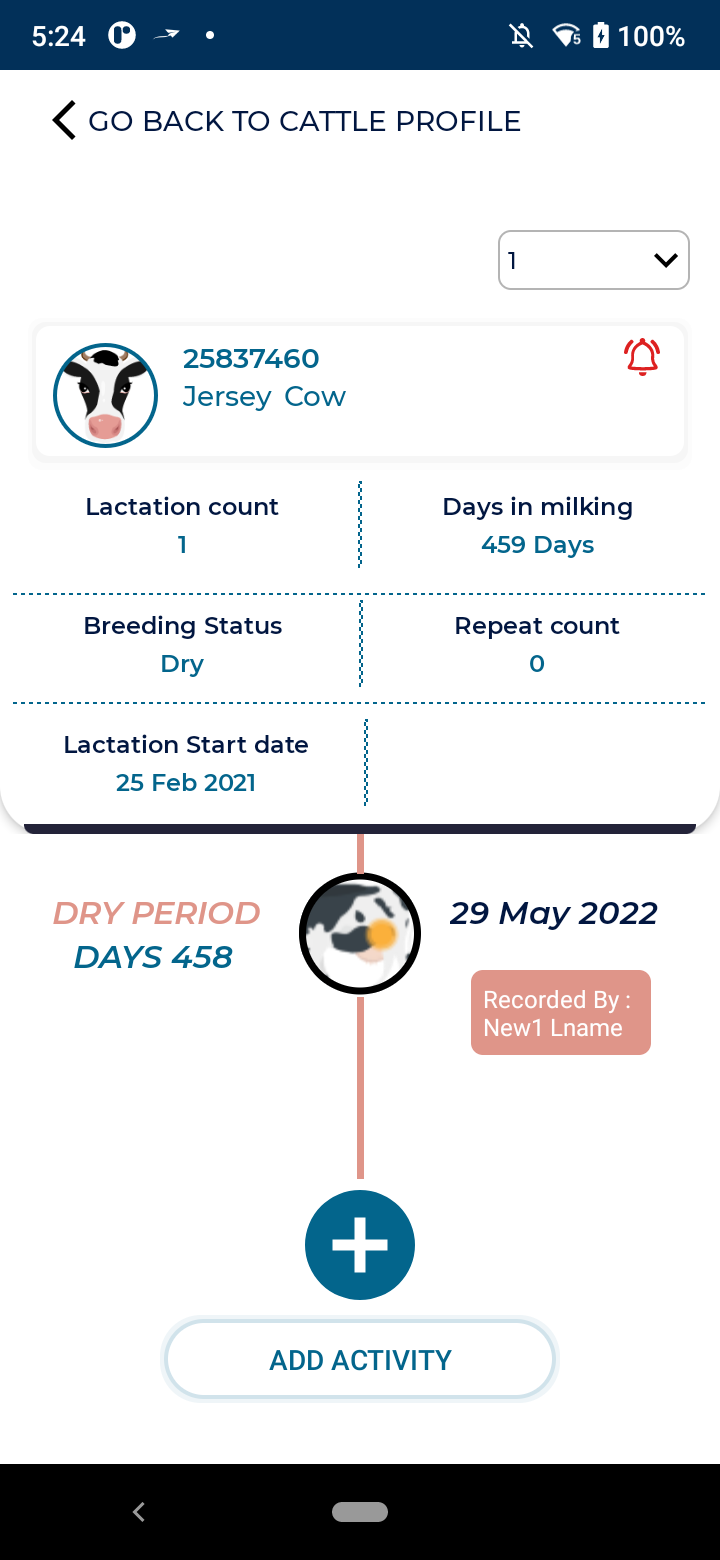 5:24
5
100%
GO BACK TO CATTLE PROFILE
1
25837460
Jersey Cow
Lactation count
1
Days in milking
459 Days
Breeding Status
Dry
Repeat count
0
Lactation Start date
25 Feb 2021
DRY PERIOD
DAYS 458
29 May 2022
Recorded By :
New1 Lname
ADD ACTIVITY